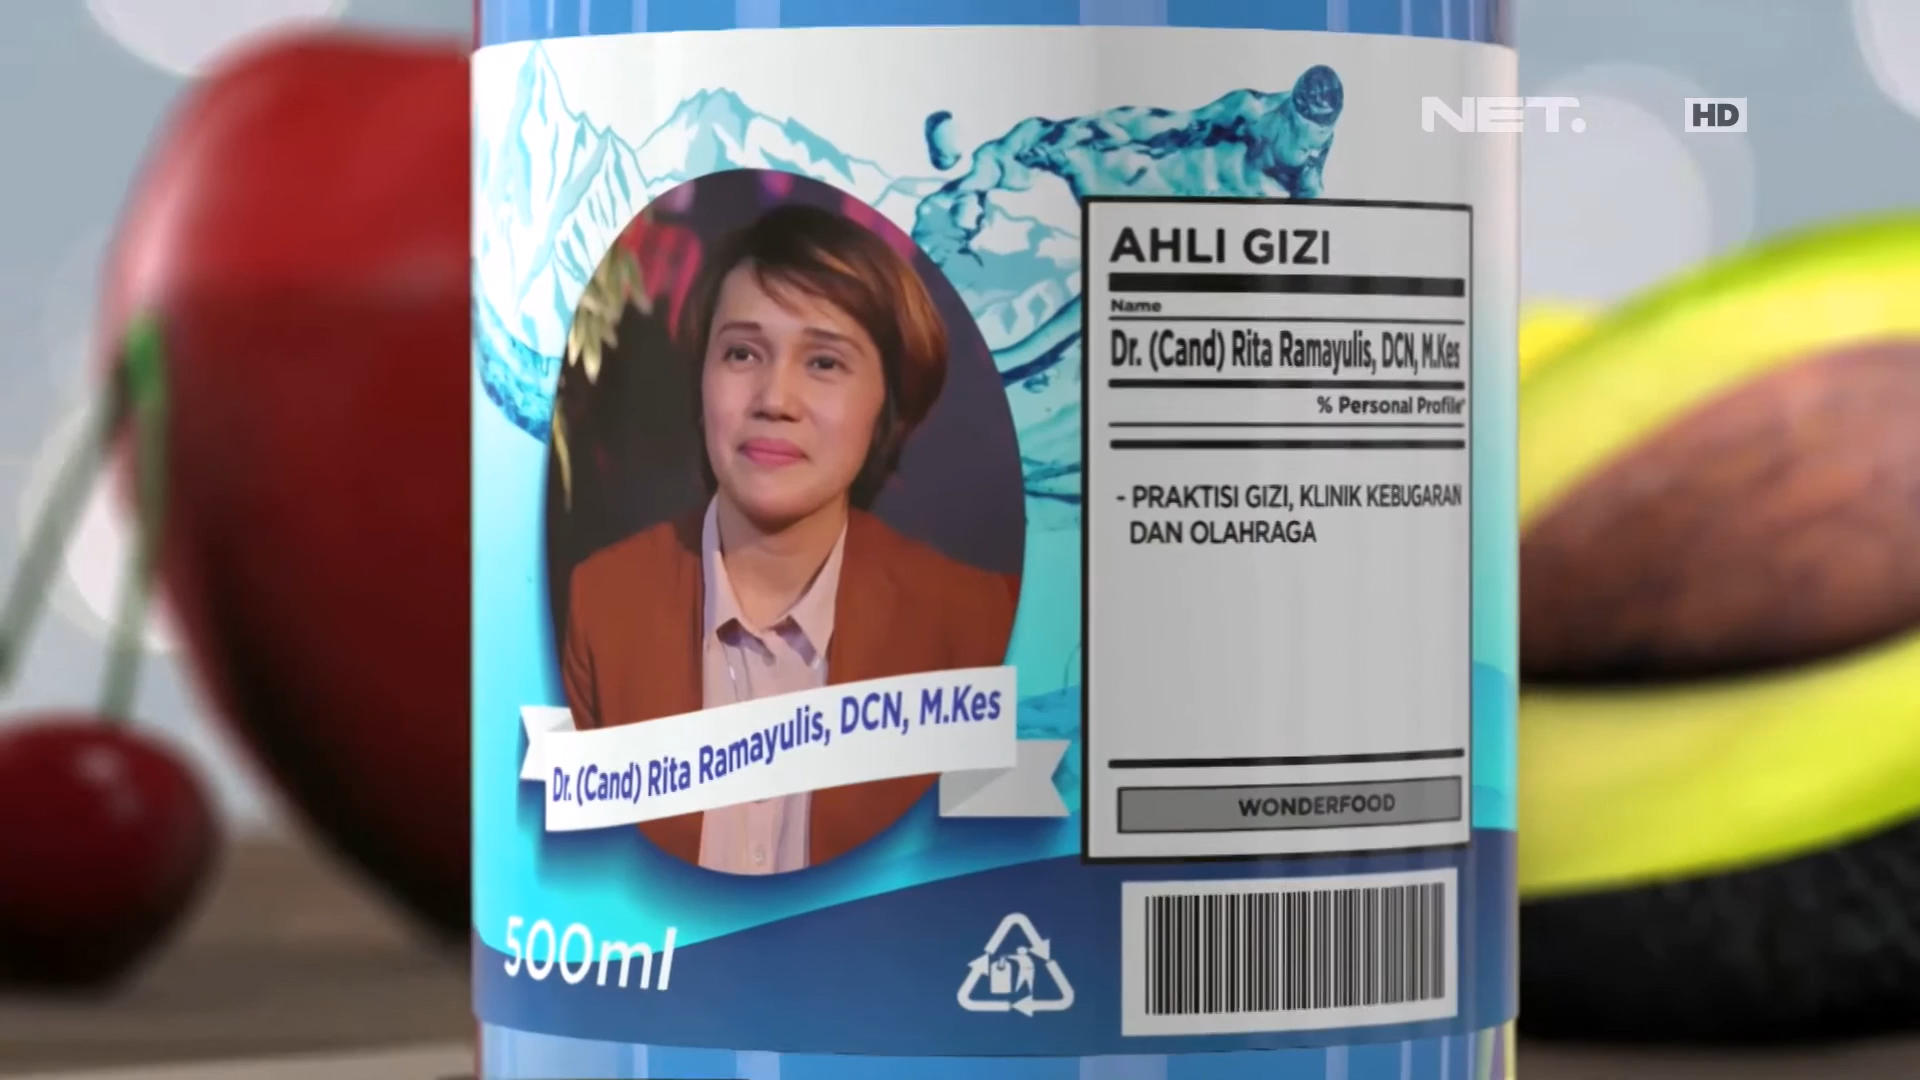 NET. HD
AHLI GIZI
Name
Dr. (Cand) Rita Ramayulis, DCN, M.Kes
% Personal Profile*
- PRAKTISI GIZI, KLINIK KEBUGARAN
DAN OLAHRAGA
WONDERFOOD
Dr. (Cand) Rita Ramayulis, DCN, M.Kes
500ml